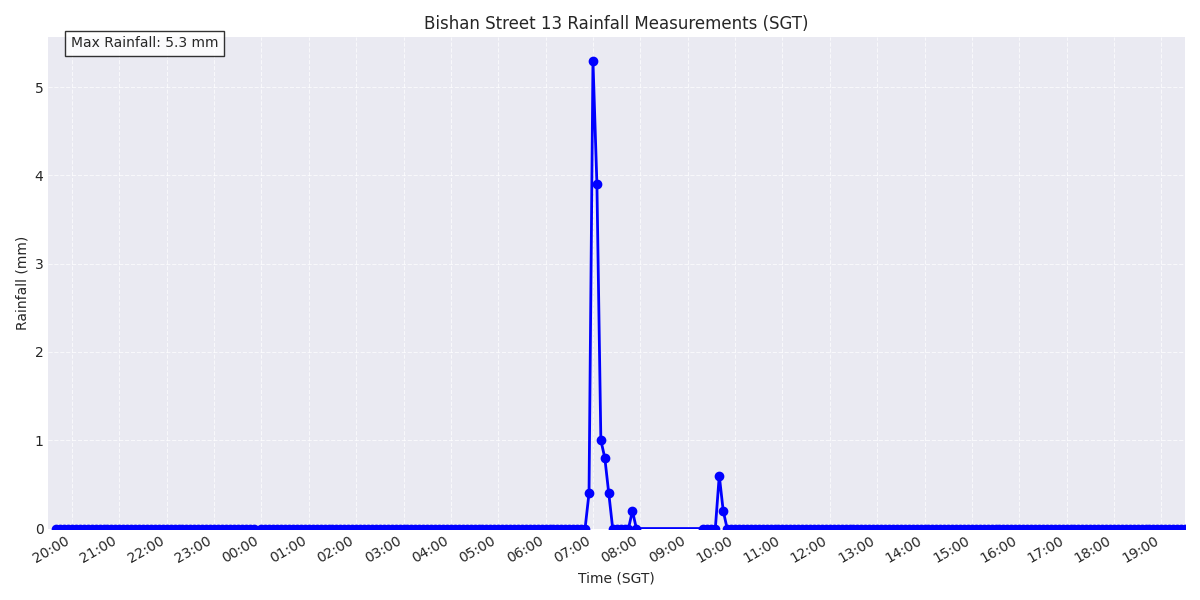 Bishan Street 13 Rainfall Measurements (SGT)
Max Rainfall: 5.3 mm
Rainfall (mm)
5
4
3
2
1
0
20:00 21:00 22:00 23:00 00:00 01:00 02:00 03:00 04:00 05:00 06:00 07:00 08:00 09:00 10:00 11:00 12:00 13:00 14:00 15:00 16:00 17:00 18:00 19:00
Time (SGT)